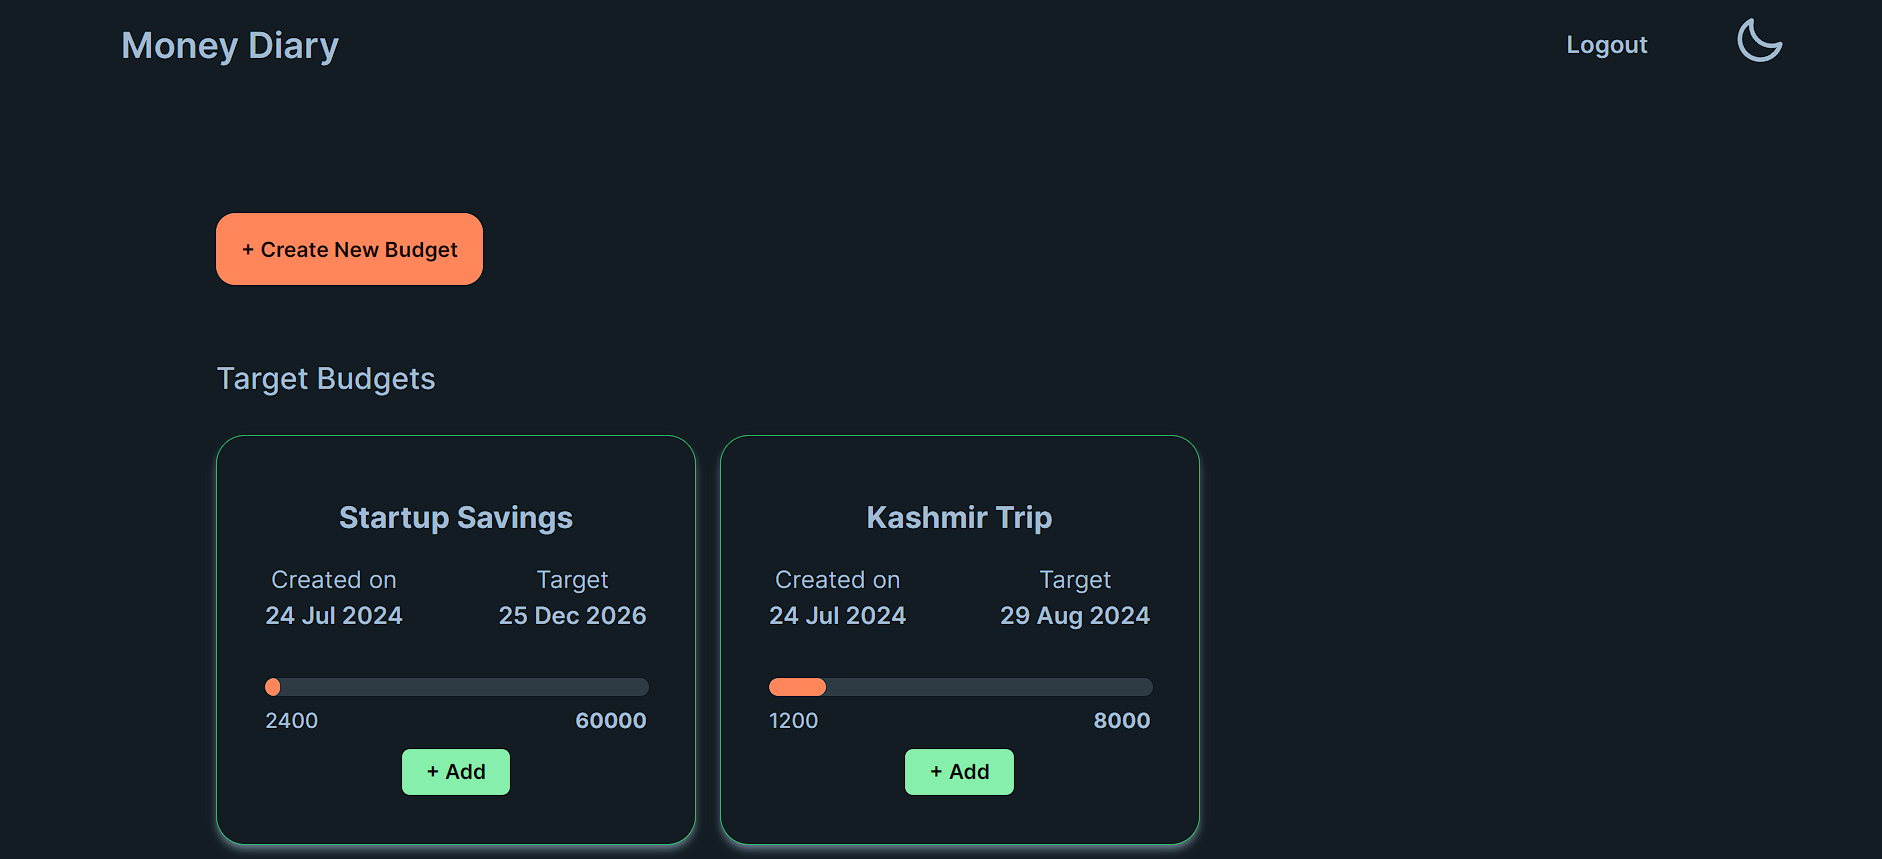 Money Diary
Logout
+ Create New Budget
Target Budgets
Startup Savings
Created on
Target
24 Jul 2024
25 Dec 2026
2400
60000
+ Add
Kashmir Trip
Created on
Target
24 Jul 2024
29 Aug 2024
1200
8000
+ Add